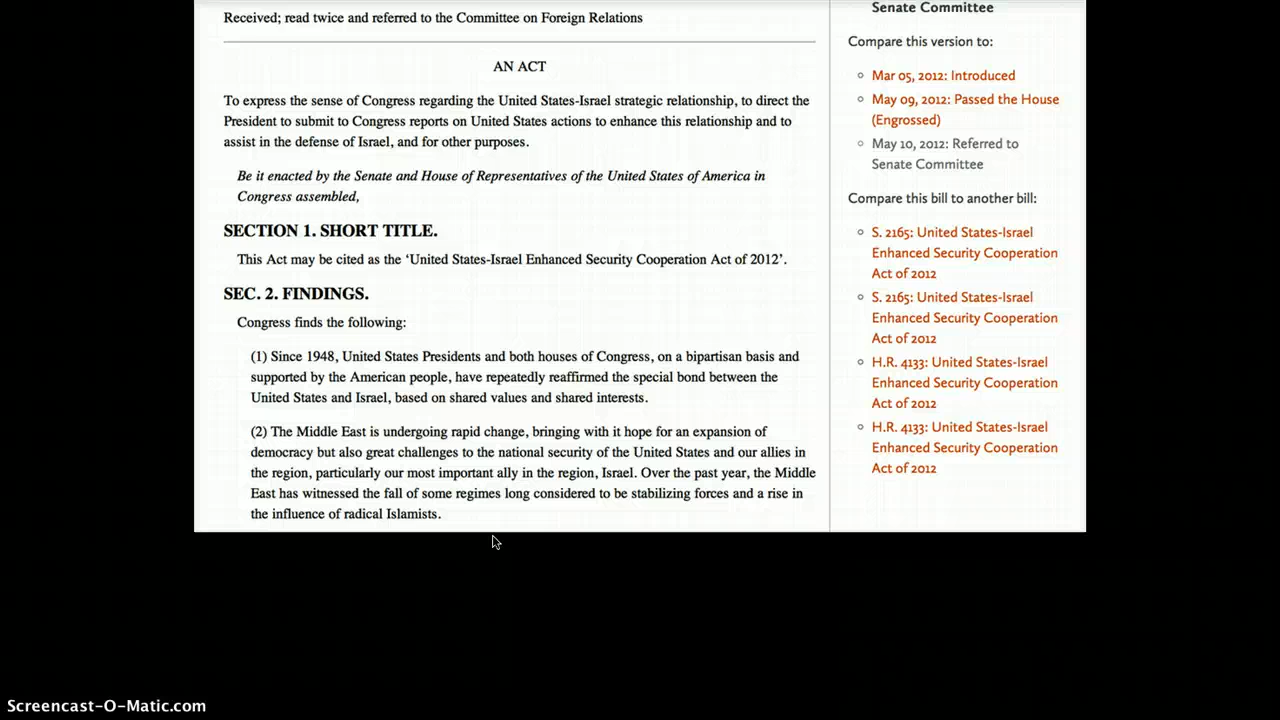 Received; read twice and referred to the Committee on Foreign Relations
AN ACT
To express the sense of Congress regarding the United States-Israel strategic relationship, to direct the
President to submit to Congress reports on United States actions to enhance this relationship and to
assist in the defense of Israel, and for other purposes.
Be it enacted by the Senate and House of Representatives of the United States of America in
Congress assembled,
SECTION 1. SHORT TITLE.
This Act may be cited as the ‘United States-Israel Enhanced Security Cooperation Act of 2012’.
SEC. 2. FINDINGS.
Congress finds the following:
(1) Since 1948, United States Presidents and both houses of Congress, on a bipartisan basis and
supported by the American people, have repeatedly reaffirmed the special bond between the
United States and Israel, based on shared values and shared interests.
(2) The Middle East is undergoing rapid change, bringing with it hope for an expansion of
democracy but also great challenges to the national security of the United States and our allies in
the region, particularly our most important ally in the region, Israel. Over the past year, the Middle
East has witnessed the fall of some regimes long considered to be stabilizing forces and a rise in
the influence of radical Islamists.
Senate Committee
Compare this version to:
Mar 05, 2012: Introduced
May 09, 2012: Passed the House
(Engrossed)
May 10, 2012: Referred to
Senate Committee
Compare this bill to another bill:
S. 2165: United States-Israel
Enhanced Security Cooperation
Act of 2012
S. 2165: United States-Israel
Enhanced Security Cooperation
Act of 2012
H.R. 4133: United States-Israel
Enhanced Security Cooperation
Act of 2012
H.R. 4133: United States-Israel
Enhanced Security Cooperation
Act of 2012
Screencast-O-Matic.com